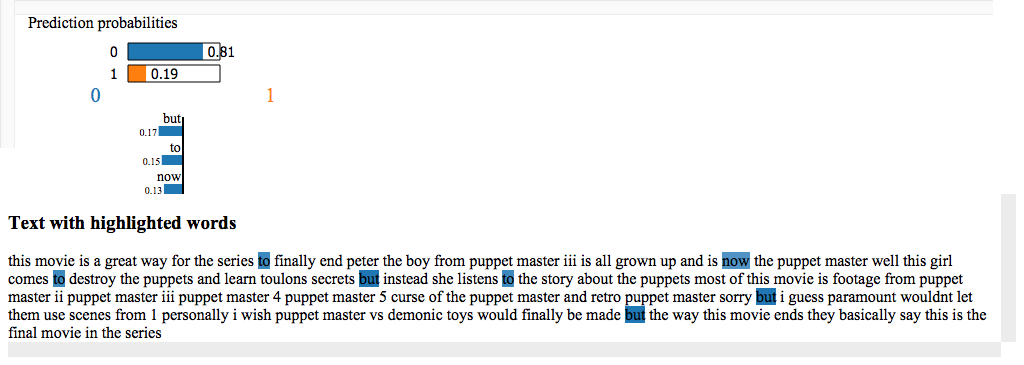 Prediction probabilities
0 0.81
1 0.19
0 1
but
0.17
to
0.15
now
0.13
Text with highlighted words
this movie is a great way for the series to finally end peter the boy from puppet master iii is all grown up and is now the puppet master well this girl
comes to destroy the puppets and learn toulons secrets but instead she listens to the story about the puppets most of this movie is footage from puppet
master ii puppet master iii puppet master 4 puppet master 5 curse of the puppet master and retro puppet master sorry but i guess paramount wouldnt let
them use scenes from 1 personally i wish puppet master vs demonic toys would finally be made but the way this movie ends they basically say this is the
final movie in the series